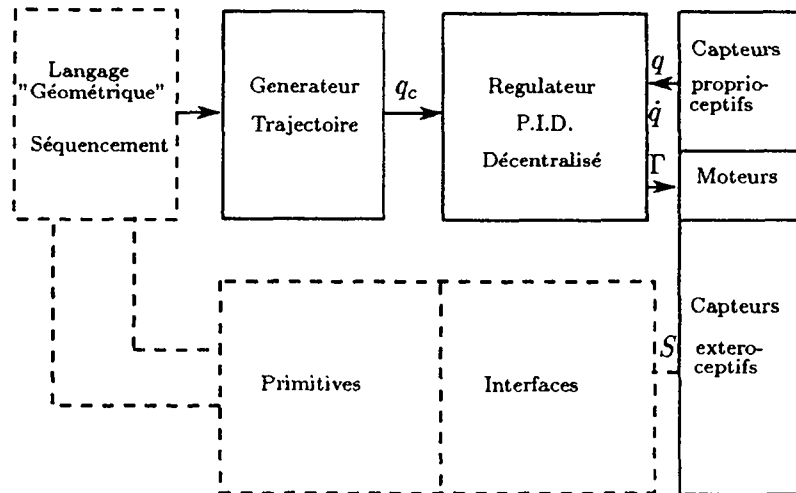 Langage
"Géométrique"
Séquencement
Generateur
Trajectoire
q_c
Regulateur
P.I.D.
Décentralisé
q
q̇
Γ
Capteurs
proprio-
ceptifs
Moteurs
Primitives
Interfaces
S
Capteurs
extero-
ceptifs